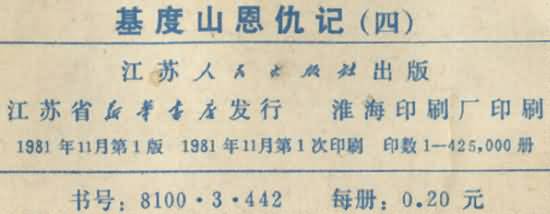 基度山恩仇记(四)
江苏人民出版社出版
江苏省新华书店发行 淮海印刷厂印刷
1981年11月第1版 1981年11月第1次印刷 印数1—425,000册
书号：8100·3·442 每册：0.20元